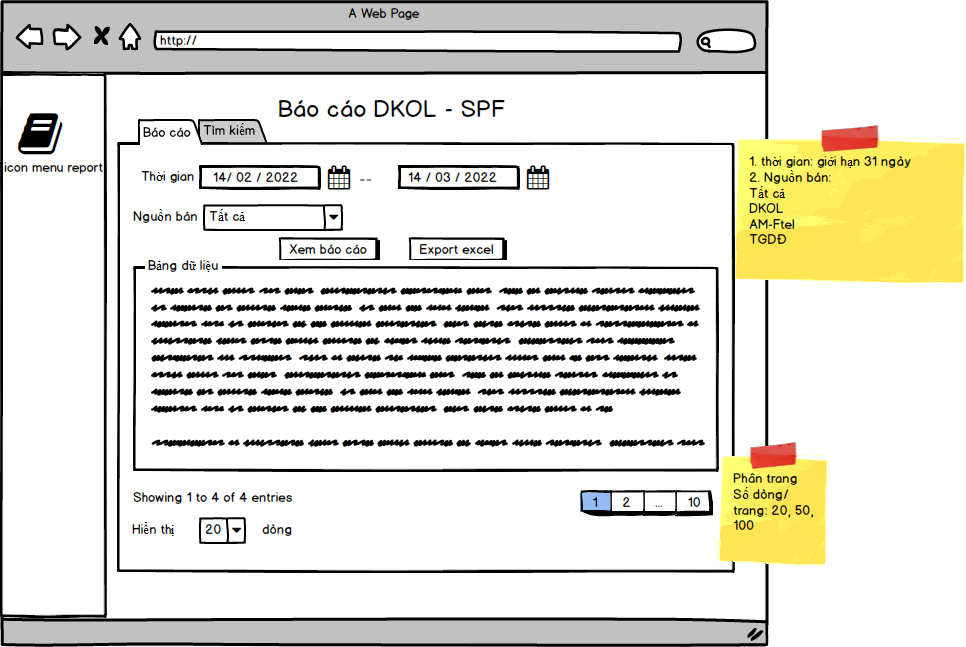 A Web Page
http://
icon menu report
Báo cáo DKOL - SPF
Báo cáo
Tìm kiếm
Thời gian
14/ 02 / 2022
--
14 / 03 / 2022
Nguồn bán
Tất cả
Xem báo cáo
Export excel
Bảng dữ liệu
Showing 1 to 4 of 4 entries
1
2
...
10
Hiển thị
20
dòng
1. thời gian: giới hạn 31 ngày
2. Nguồn bán:
Tất cả
DKOL
AM-Ftel
TGDĐ
Phân trang
Số dòng/
trang: 20, 50,
100